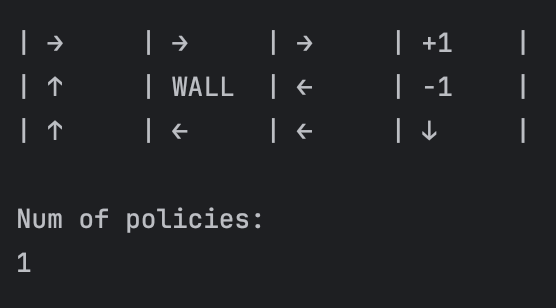 | → | → | → | +1 |
| ↑ | WALL | ← | -1 |
| ↑ | ← | ← | ↓ |
Num of policies:
1